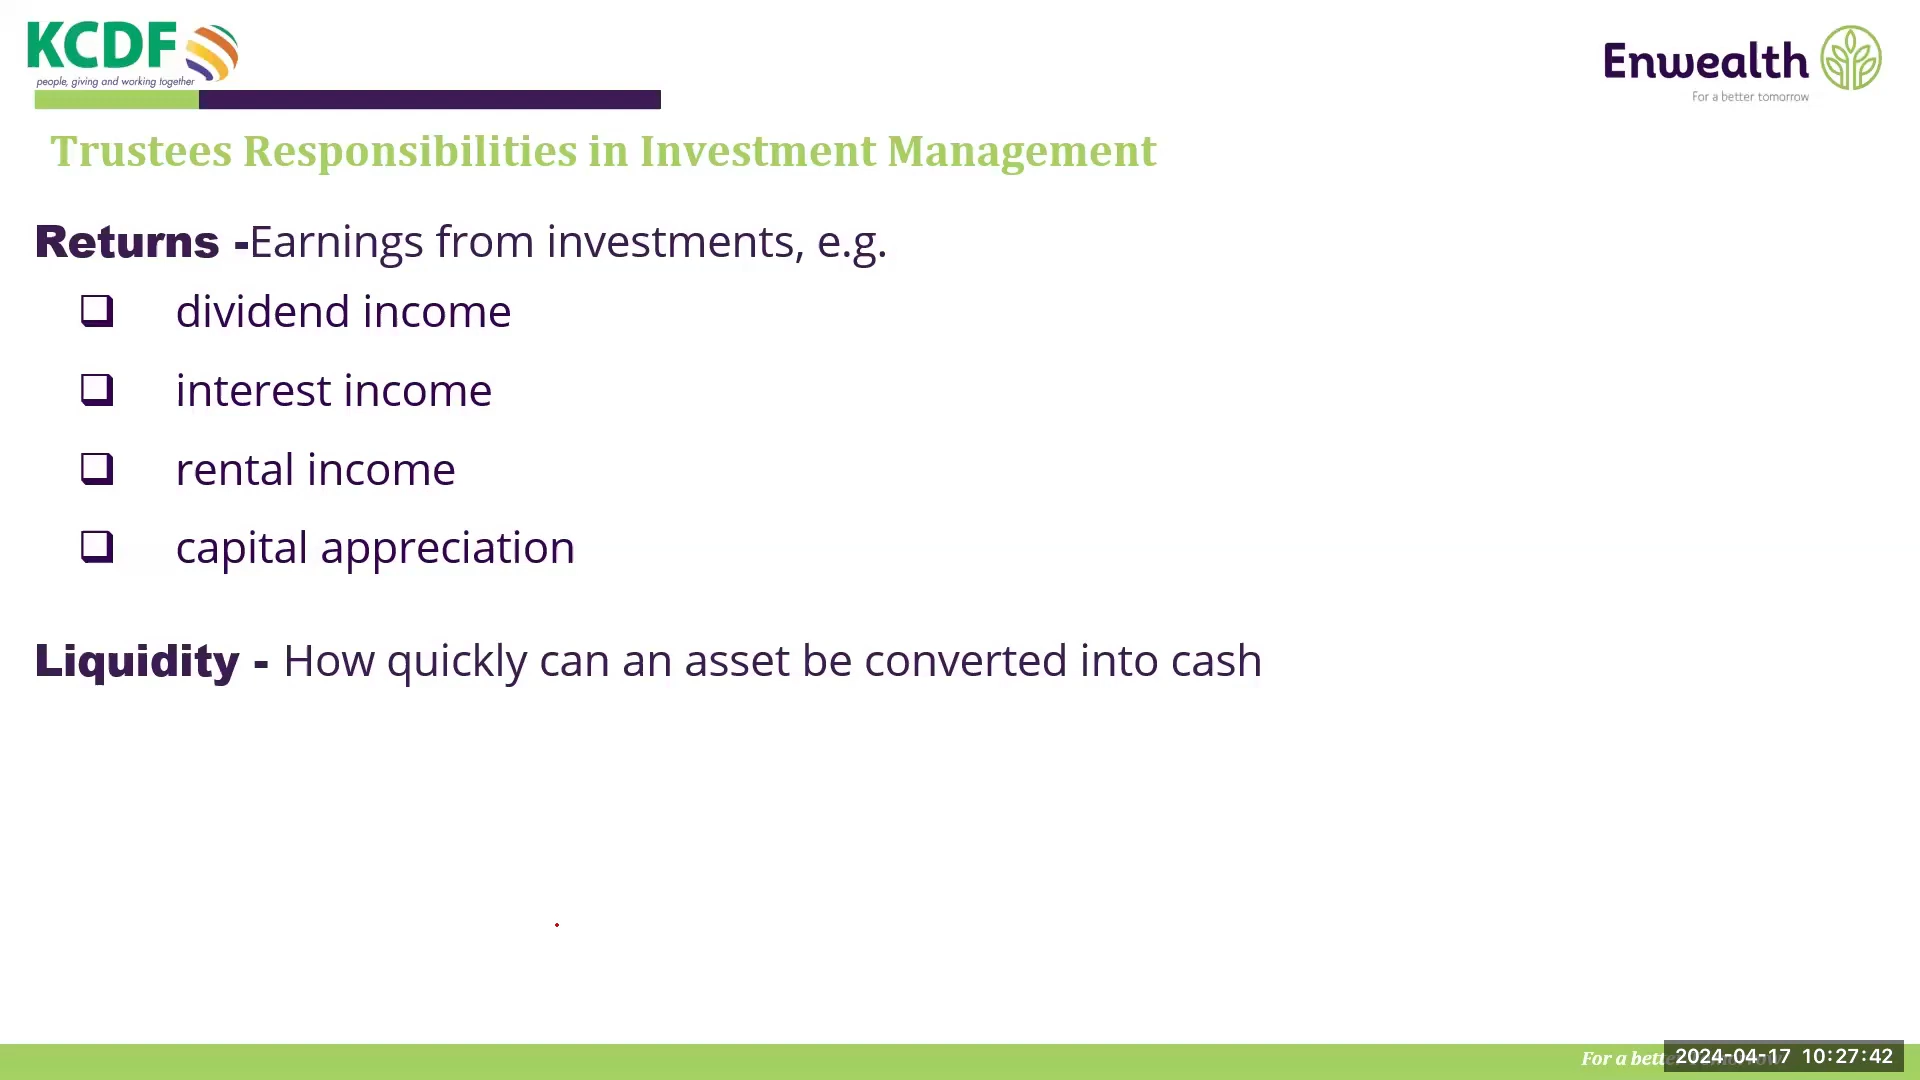 KCDF
people, giving and working together
Enwealth
For a better tomorrow
Trustees Responsibilities in Investment Management
Returns -Earnings from investments, e.g.
❑ dividend income
❑ interest income
❑ rental income
❑ capital appreciation
Liquidity - How quickly can an asset be converted into cash
For a bette
2024-04-17 10:27:42